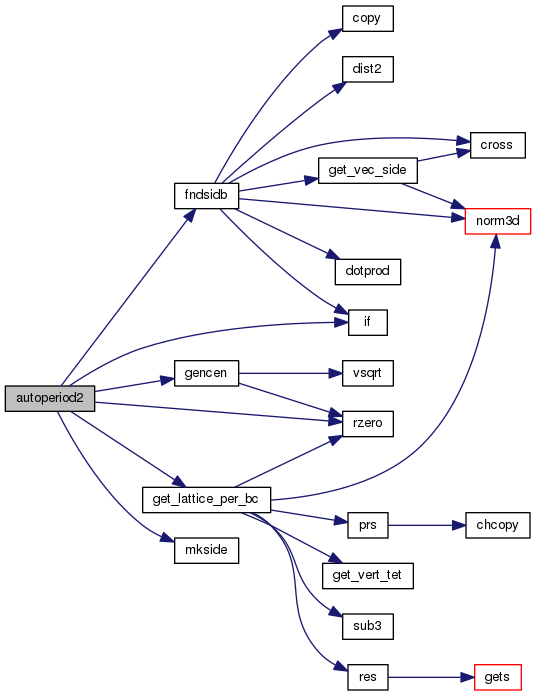 copy
dist2
cross
get_vec_side
fndsidb
norm3d
dotprod
if
gencen
vsqrt
autoperiod2
rzero
get_lattice_per_bc
prs
chcopy
mkside
get_vert_tet
sub3
res
gets